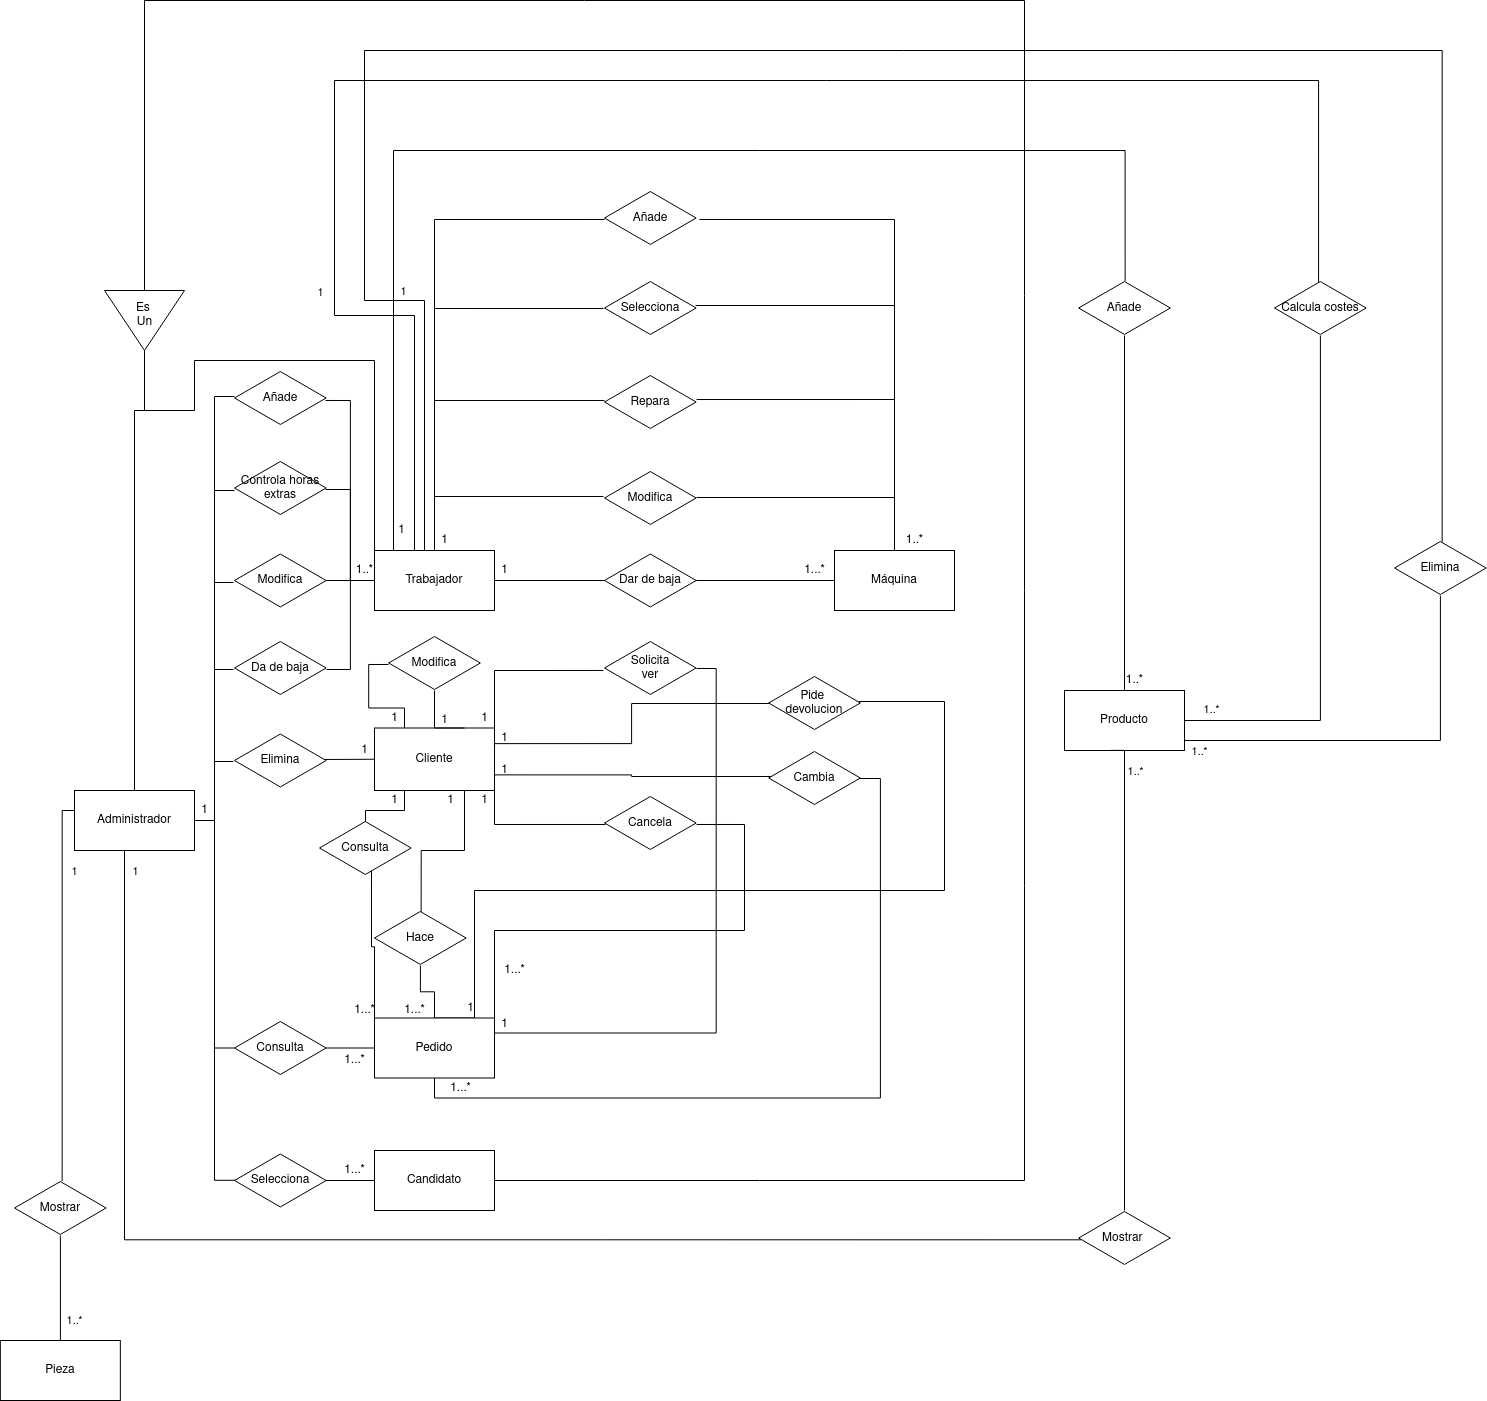 Añade
Es
Un
1
1
Selecciona
Añade
Calcula costes
Añade
Repara
Controla horas
extras
Modifica
1
1
1..*
Modifica
1..*
Trabajador
1
Dar de baja
1...*
Máquina
Elimina
Da de baja
Modifica
Solicita
ver
1..*
Pide
devolucion
1
1
1
1..*
Producto
1
1..*
Elimina
1
Cliente
1
1..*
Cambia
1
1
1
1
Administrador
Cancela
Consulta
1
1
Hace
1...*
1...*
1...*
1
1
Consulta
1...*
Pedido
1...*
Selecciona
1...*
Candidato
Mostrar
Mostrar
1..*
Pieza